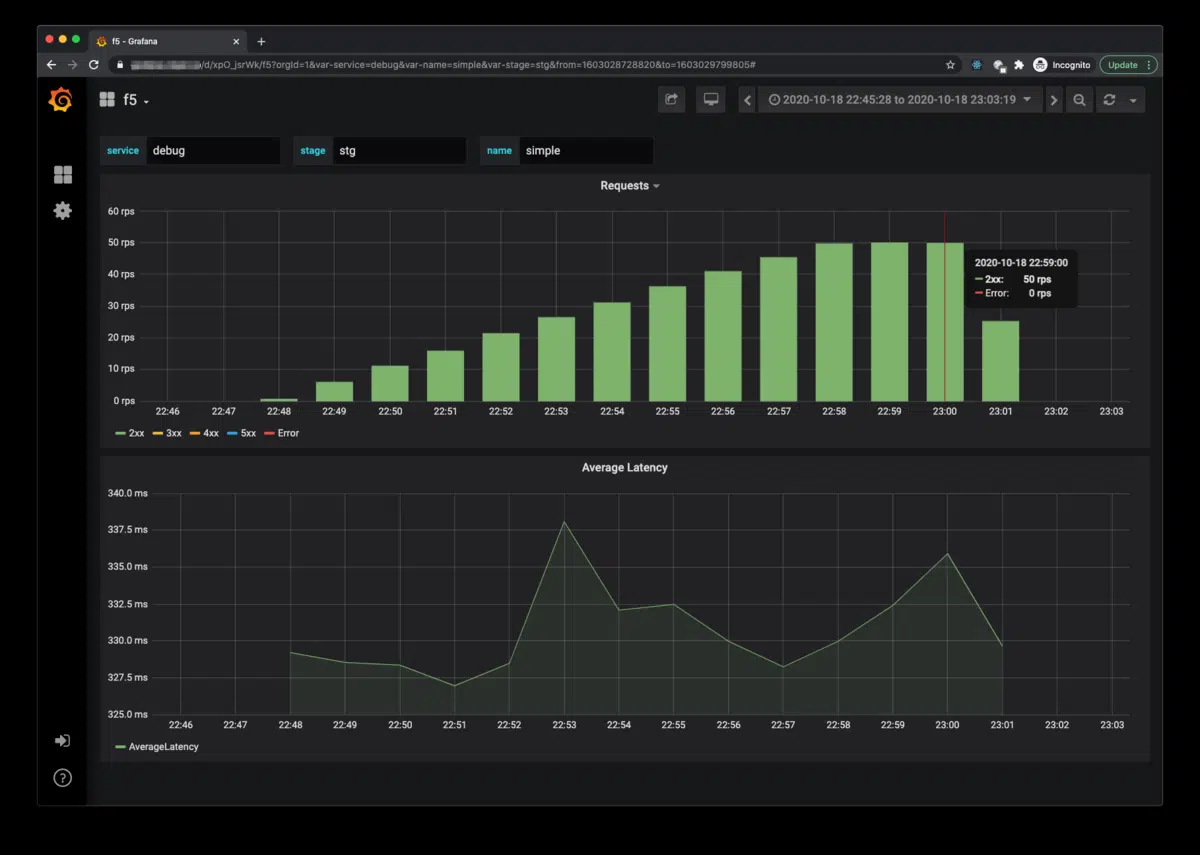 f5 - Grafana
/d/xpO_jsrWk/f5?orgId=1&var-service=debug&var-name=simple&var-stage=stg&from=1603028728820&to=1603029799805#
Incognito
Update
f5
2020-10-18 22:45:28 to 2020-10-18 23:03:19
service debug stage stg name simple
Requests
60 rps
50 rps
40 rps
30 rps
20 rps
10 rps
0 rps
2020-10-18 22:59:00
2xx: 50 rps
Error: 0 rps
22:46 22:47 22:48 22:49 22:50 22:51 22:52 22:53 22:54 22:55 22:56 22:57 22:58 22:59 23:00 23:01 23:02 23:03
2xx 3xx 4xx 5xx Error
Average Latency
340.0 ms
337.5 ms
335.0 ms
332.5 ms
330.0 ms
327.5 ms
325.0 ms
22:46 22:47 22:48 22:49 22:50 22:51 22:52 22:53 22:54 22:55 22:56 22:57 22:58 22:59 23:00 23:01 23:02 23:03
AverageLatency